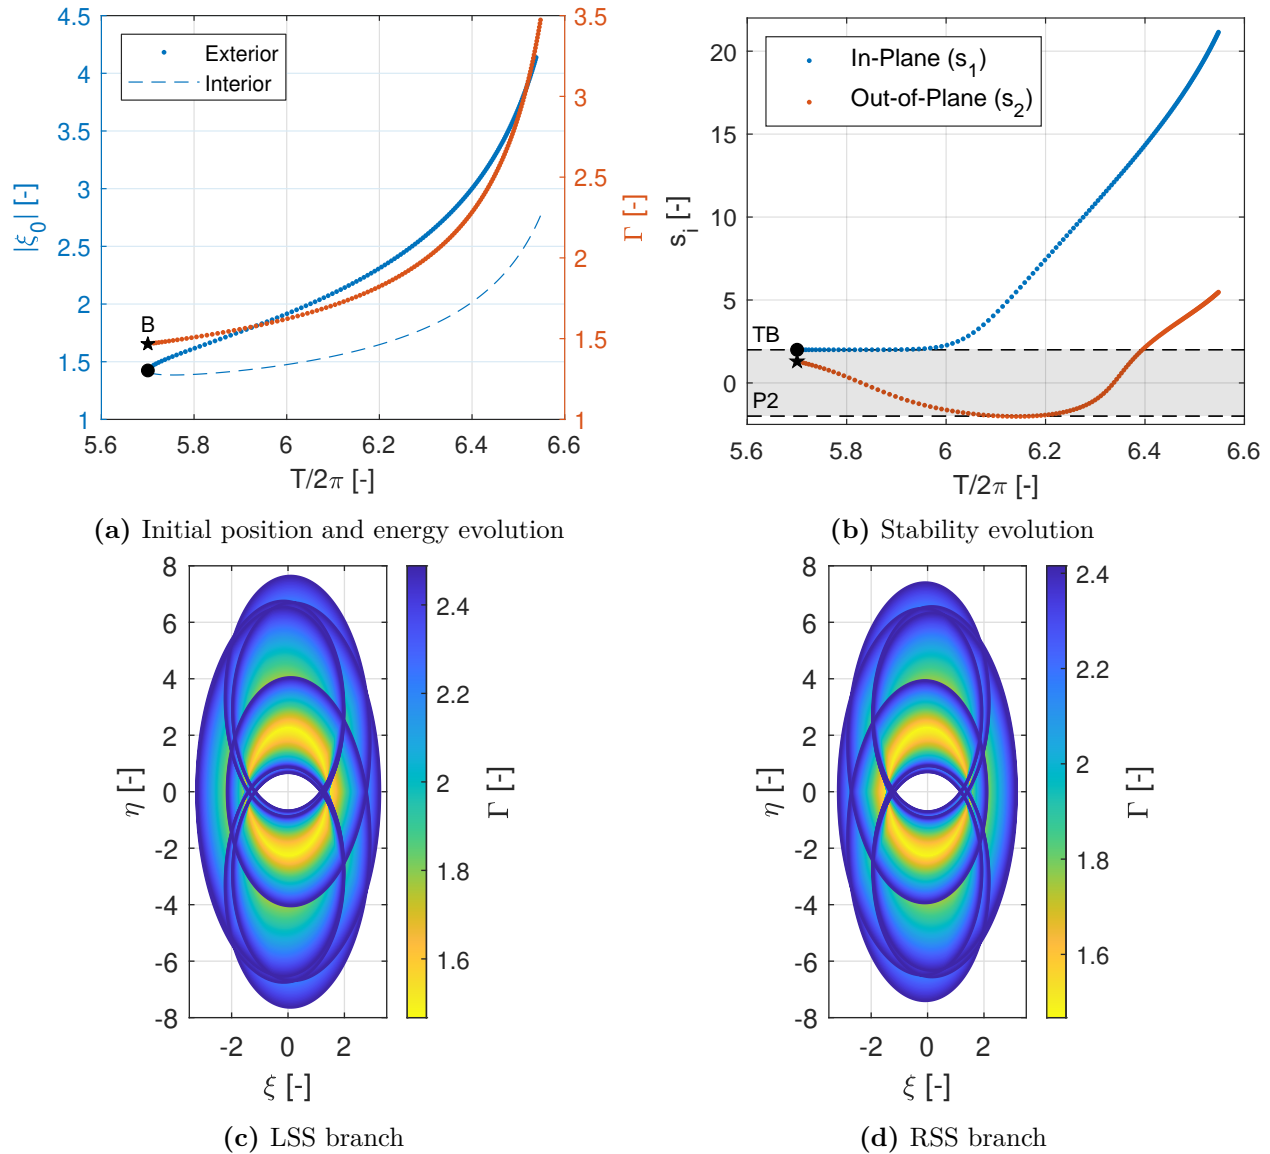 4.5
4
3.5
3
2.5
2
1.5
1
3.5
3
2.5
2
1.5
1
|ξ0| [-]
Γ [-]
Exterior
Interior
B
5.6
5.8
6
6.2
6.4
6.6
T/2π [-]
(a) Initial position and energy evolution
20
15
10
5
0
si [-]
In-Plane (s1)
Out-of-Plane (s2)
TB
P2
5.6
5.8
6
6.2
6.4
6.6
T/2π [-]
(b) Stability evolution
8
6
4
2
0
-2
-4
-6
-8
η [-]
-2
0
2
ξ [-]
2.4
2.2
2
1.8
1.6
Γ [-]
(c) LSS branch
8
6
4
2
0
-2
-4
-6
-8
η [-]
-2
0
2
ξ [-]
2.4
2.2
2
1.8
1.6
Γ [-]
(d) RSS branch